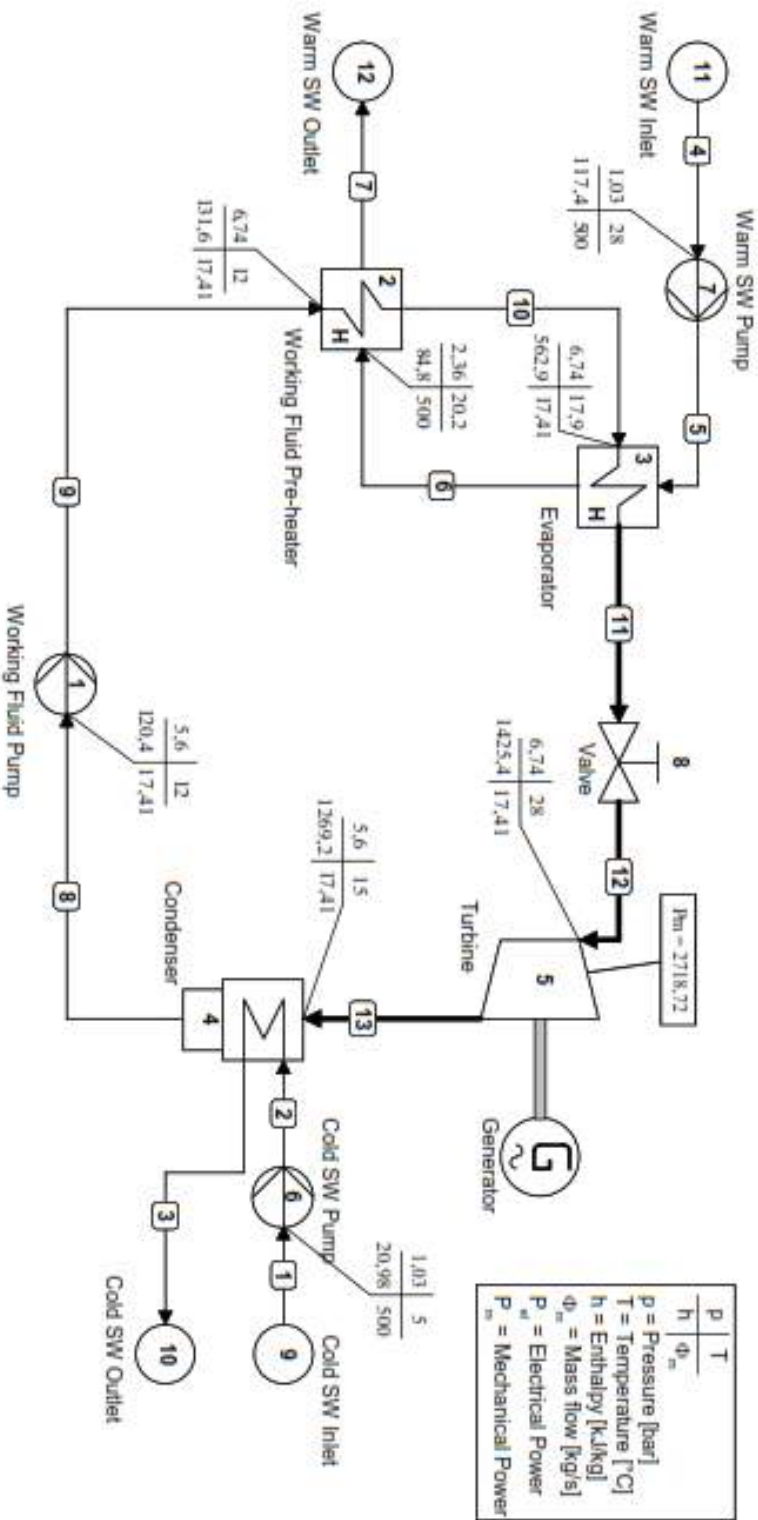 Warm SW Pump
Warm SW Inlet
11
4
7
5
1,03 28
117,4 500
3
H
Evaporator
11
8
Valve
12
Pm = 2718,72
6,74 28
1425,4 17,41
5
Turbine
G
~
Generator
p T
h Φm
p = Pressure [bar]
T = Temperature [°C]
h = Enthalpy [kJ/kg]
Φm = Mass flow [kg/s]
Pel = Electrical Power
Pm = Mechanical Power
6,74 17,9
562,9 17,41
10
6
2,36 20,2
84,8 500
12
Warm SW Outlet
7
2
H
Working Fluid Pre-heater
6,74 12
131,6 17,41
13
5,6 15
1269,2 17,41
1,03 5
20,98 500
Cold SW Pump
Cold SW Inlet
2
6
1
9
4
Condenser
3
10
Cold SW Outlet
5,6 12
120,4 17,41
9
1
8
Working Fluid Pump